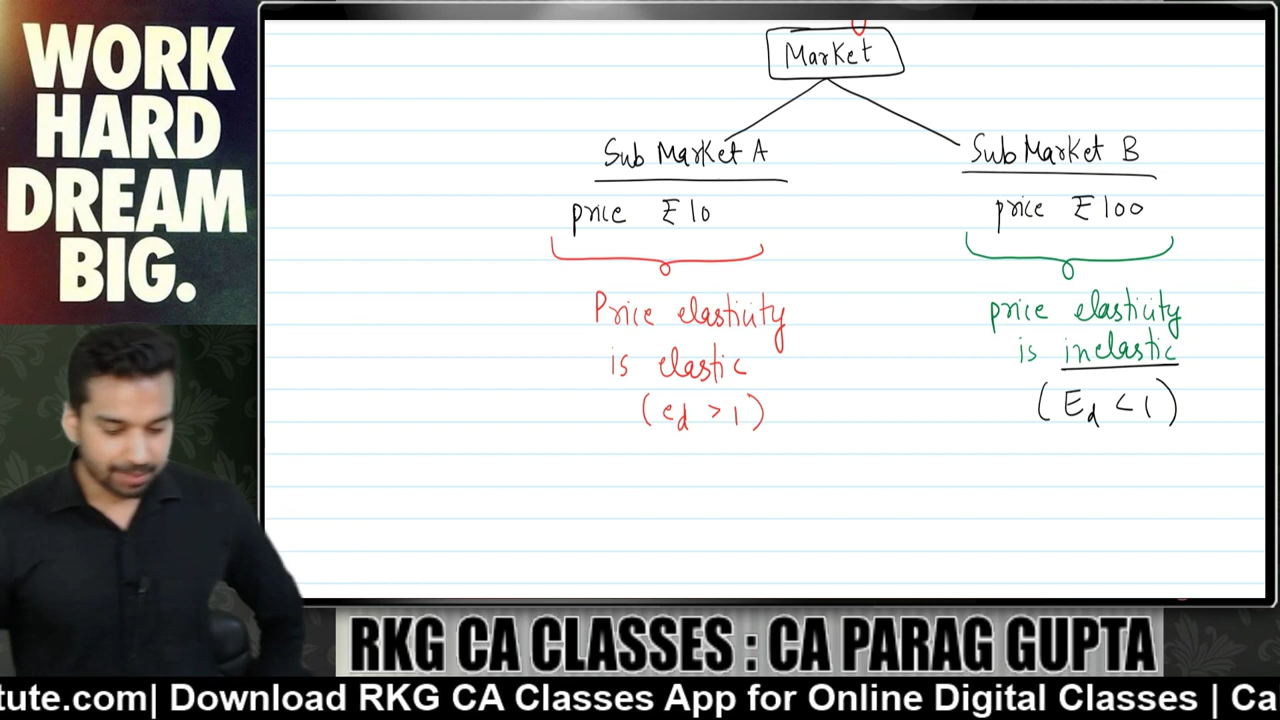 WORK
HARD
DREAM
BIG.
Market
Sub Market A
Sub Market B
price ₹ 10
price ₹ 100
Price elasticity
is elastic
(ed > 1)
price elasticity
is inelastic
(Ed < 1)
RKG CA CLASSES : CA PARAG GUPTA
tute.com| Download RKG CA Classes App for Online Digital Classes | Ca